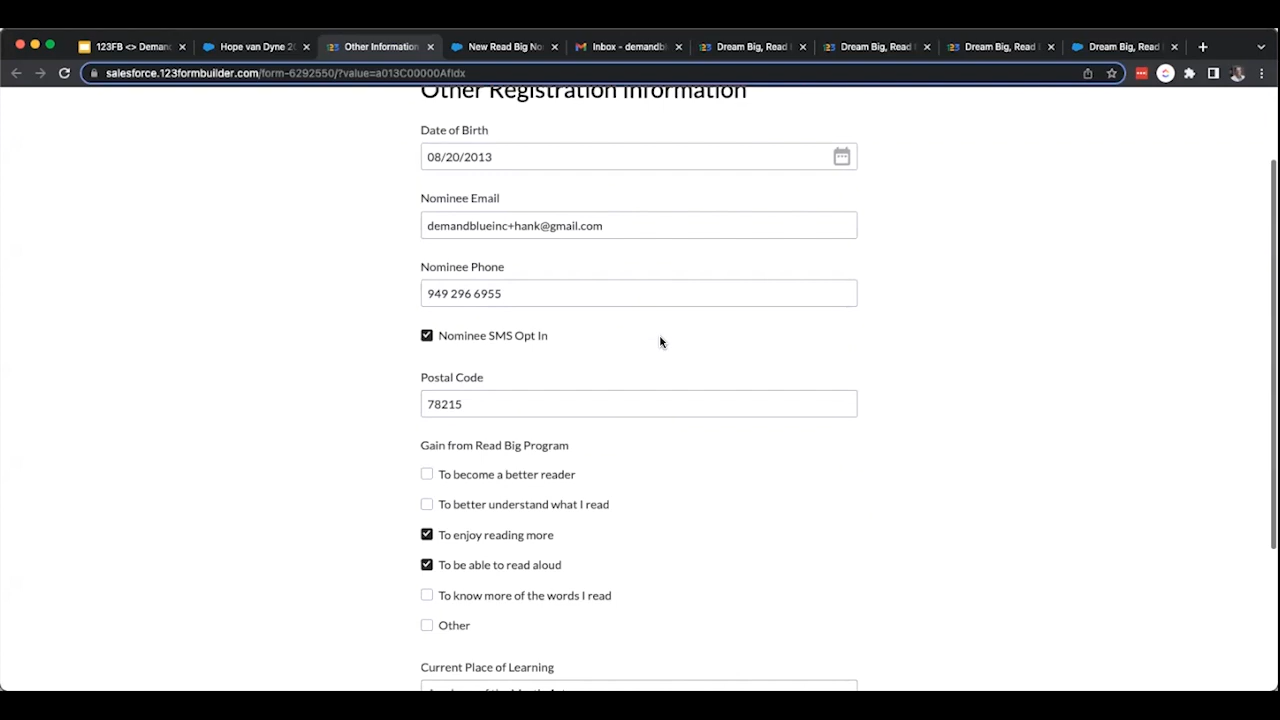 123FB <> Deman
Hope van Dyne 20
Other Information
New Read Big No
Inbox - demandb
Dream Big, Read
Dream Big, Read
Dream Big, Read
Dream Big, Read
salesforce.123formbuilder.com/form-6292550/?value=a013C00000Afldx
Other Registration Information
Date of Birth
08/20/2013
Nominee Email
demandblueinc+hank@gmail.com
Nominee Phone
949 296 6955
Nominee SMS Opt In
Postal Code
78215
Gain from Read Big Program
To become a better reader
To better understand what I read
To enjoy reading more
To be able to read aloud
To know more of the words I read
Other
Current Place of Learning